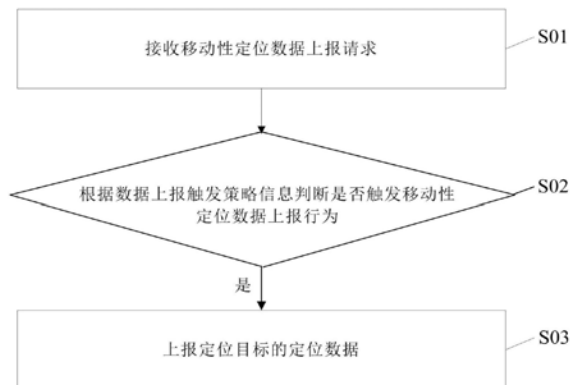 接收移动性定位数据上报请求
S01
根据数据上报触发策略信息判断是否触发移动性
定位数据上报行为
S02
是
上报定位目标的定位数据
S03